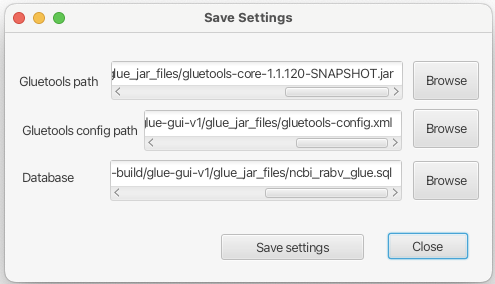 Save Settings
Gluetools path
glue_jar_files/gluetools-core-1.1.120-SNAPSHOT.jar
Browse
Gluetools config path
glue-gui-v1/glue_jar_files/gluetools-config.xml
Browse
Database
-build/glue-gui-v1/glue_jar_files/ncbi_rabv_glue.sql
Browse
Save settings
Close